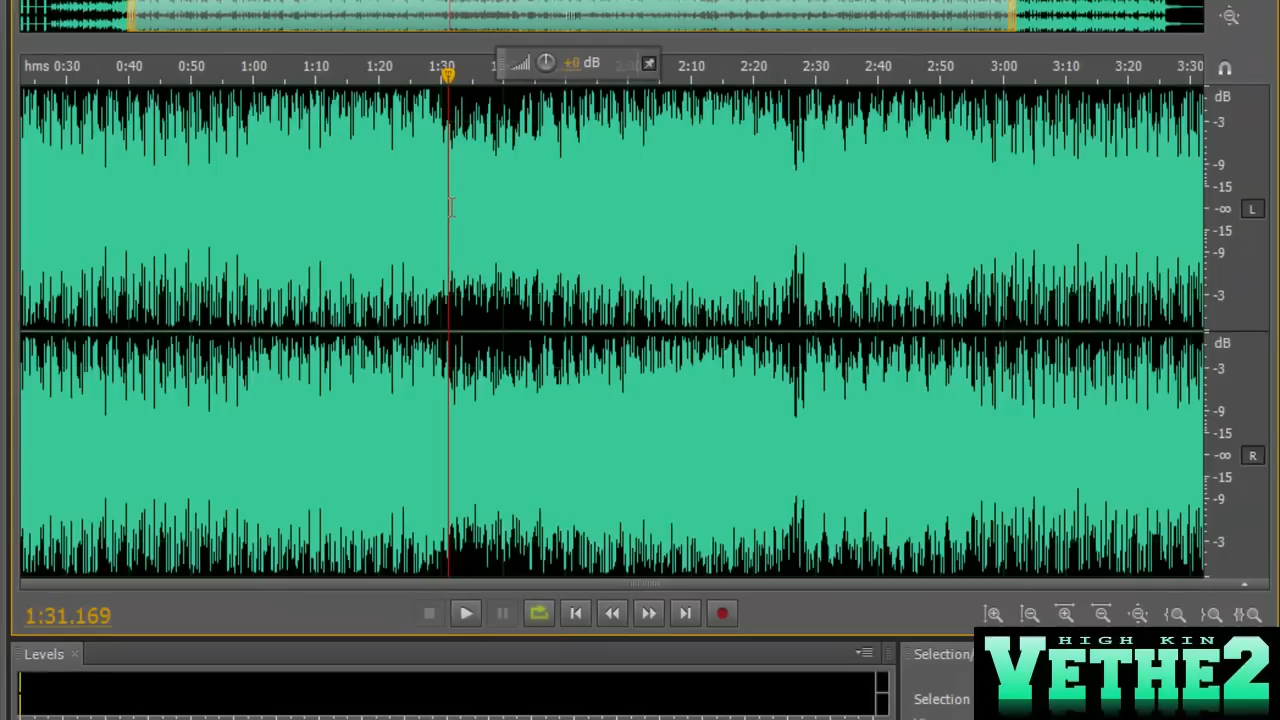 hms 0:30 0:40 0:50 1:00 1:10 1:20 1:30 +0 dB 2:10 2:20 2:30 2:40 2:50 3:00 3:10 3:20 3:30
dB
-3
-9
-15
-∞ L
-15
-9
-3
dB
-3
-9
-15
-∞ R
-15
-9
-3
1:31.169
Levels × Selection/
HIGH KIN
VETHE2
Selection